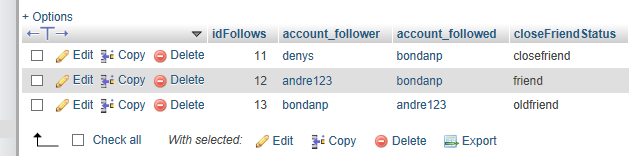 + Options
idFollows account_follower account_followed closeFriendStatus
Edit Copy Delete 11 denys bondanp closefriend
Edit Copy Delete 12 andre123 bondanp friend
Edit Copy Delete 13 bondanp andre123 oldfriend
Check all With selected: Edit Copy Delete Export